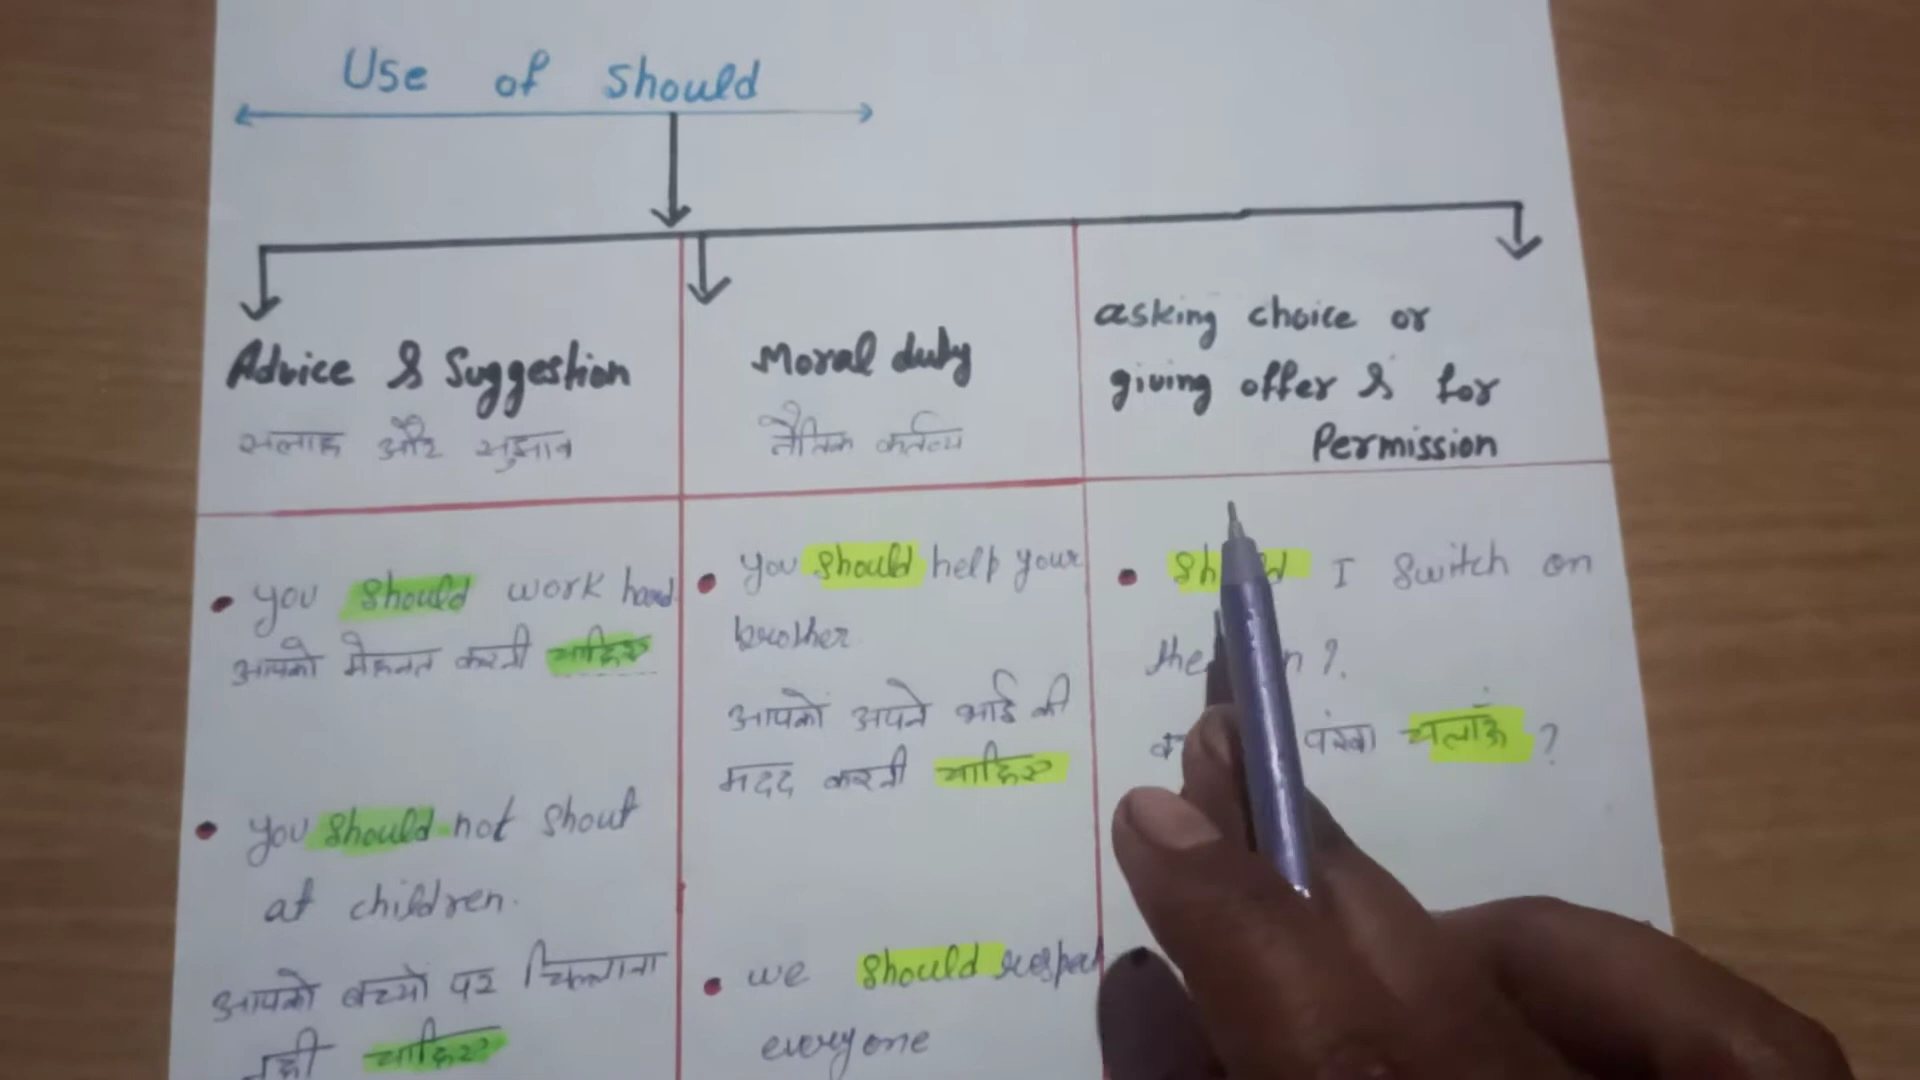 Use of Should
Advice & Suggestion
सलाह और सुझाव
you should work hard
आपको मेहनत करनी चाहिए
you should not shout
at children.
आपको बच्चो पर चिल्लाना
नही चाहिए
Moral duty
नैतिक कर्तव्य
you should help your
brother
आपको अपने भाई की
मदद करनी चाहिए
we should respect
everyone
asking choice or
giving offer & for
Permission
I switch on
पंखा चलाऊं ?